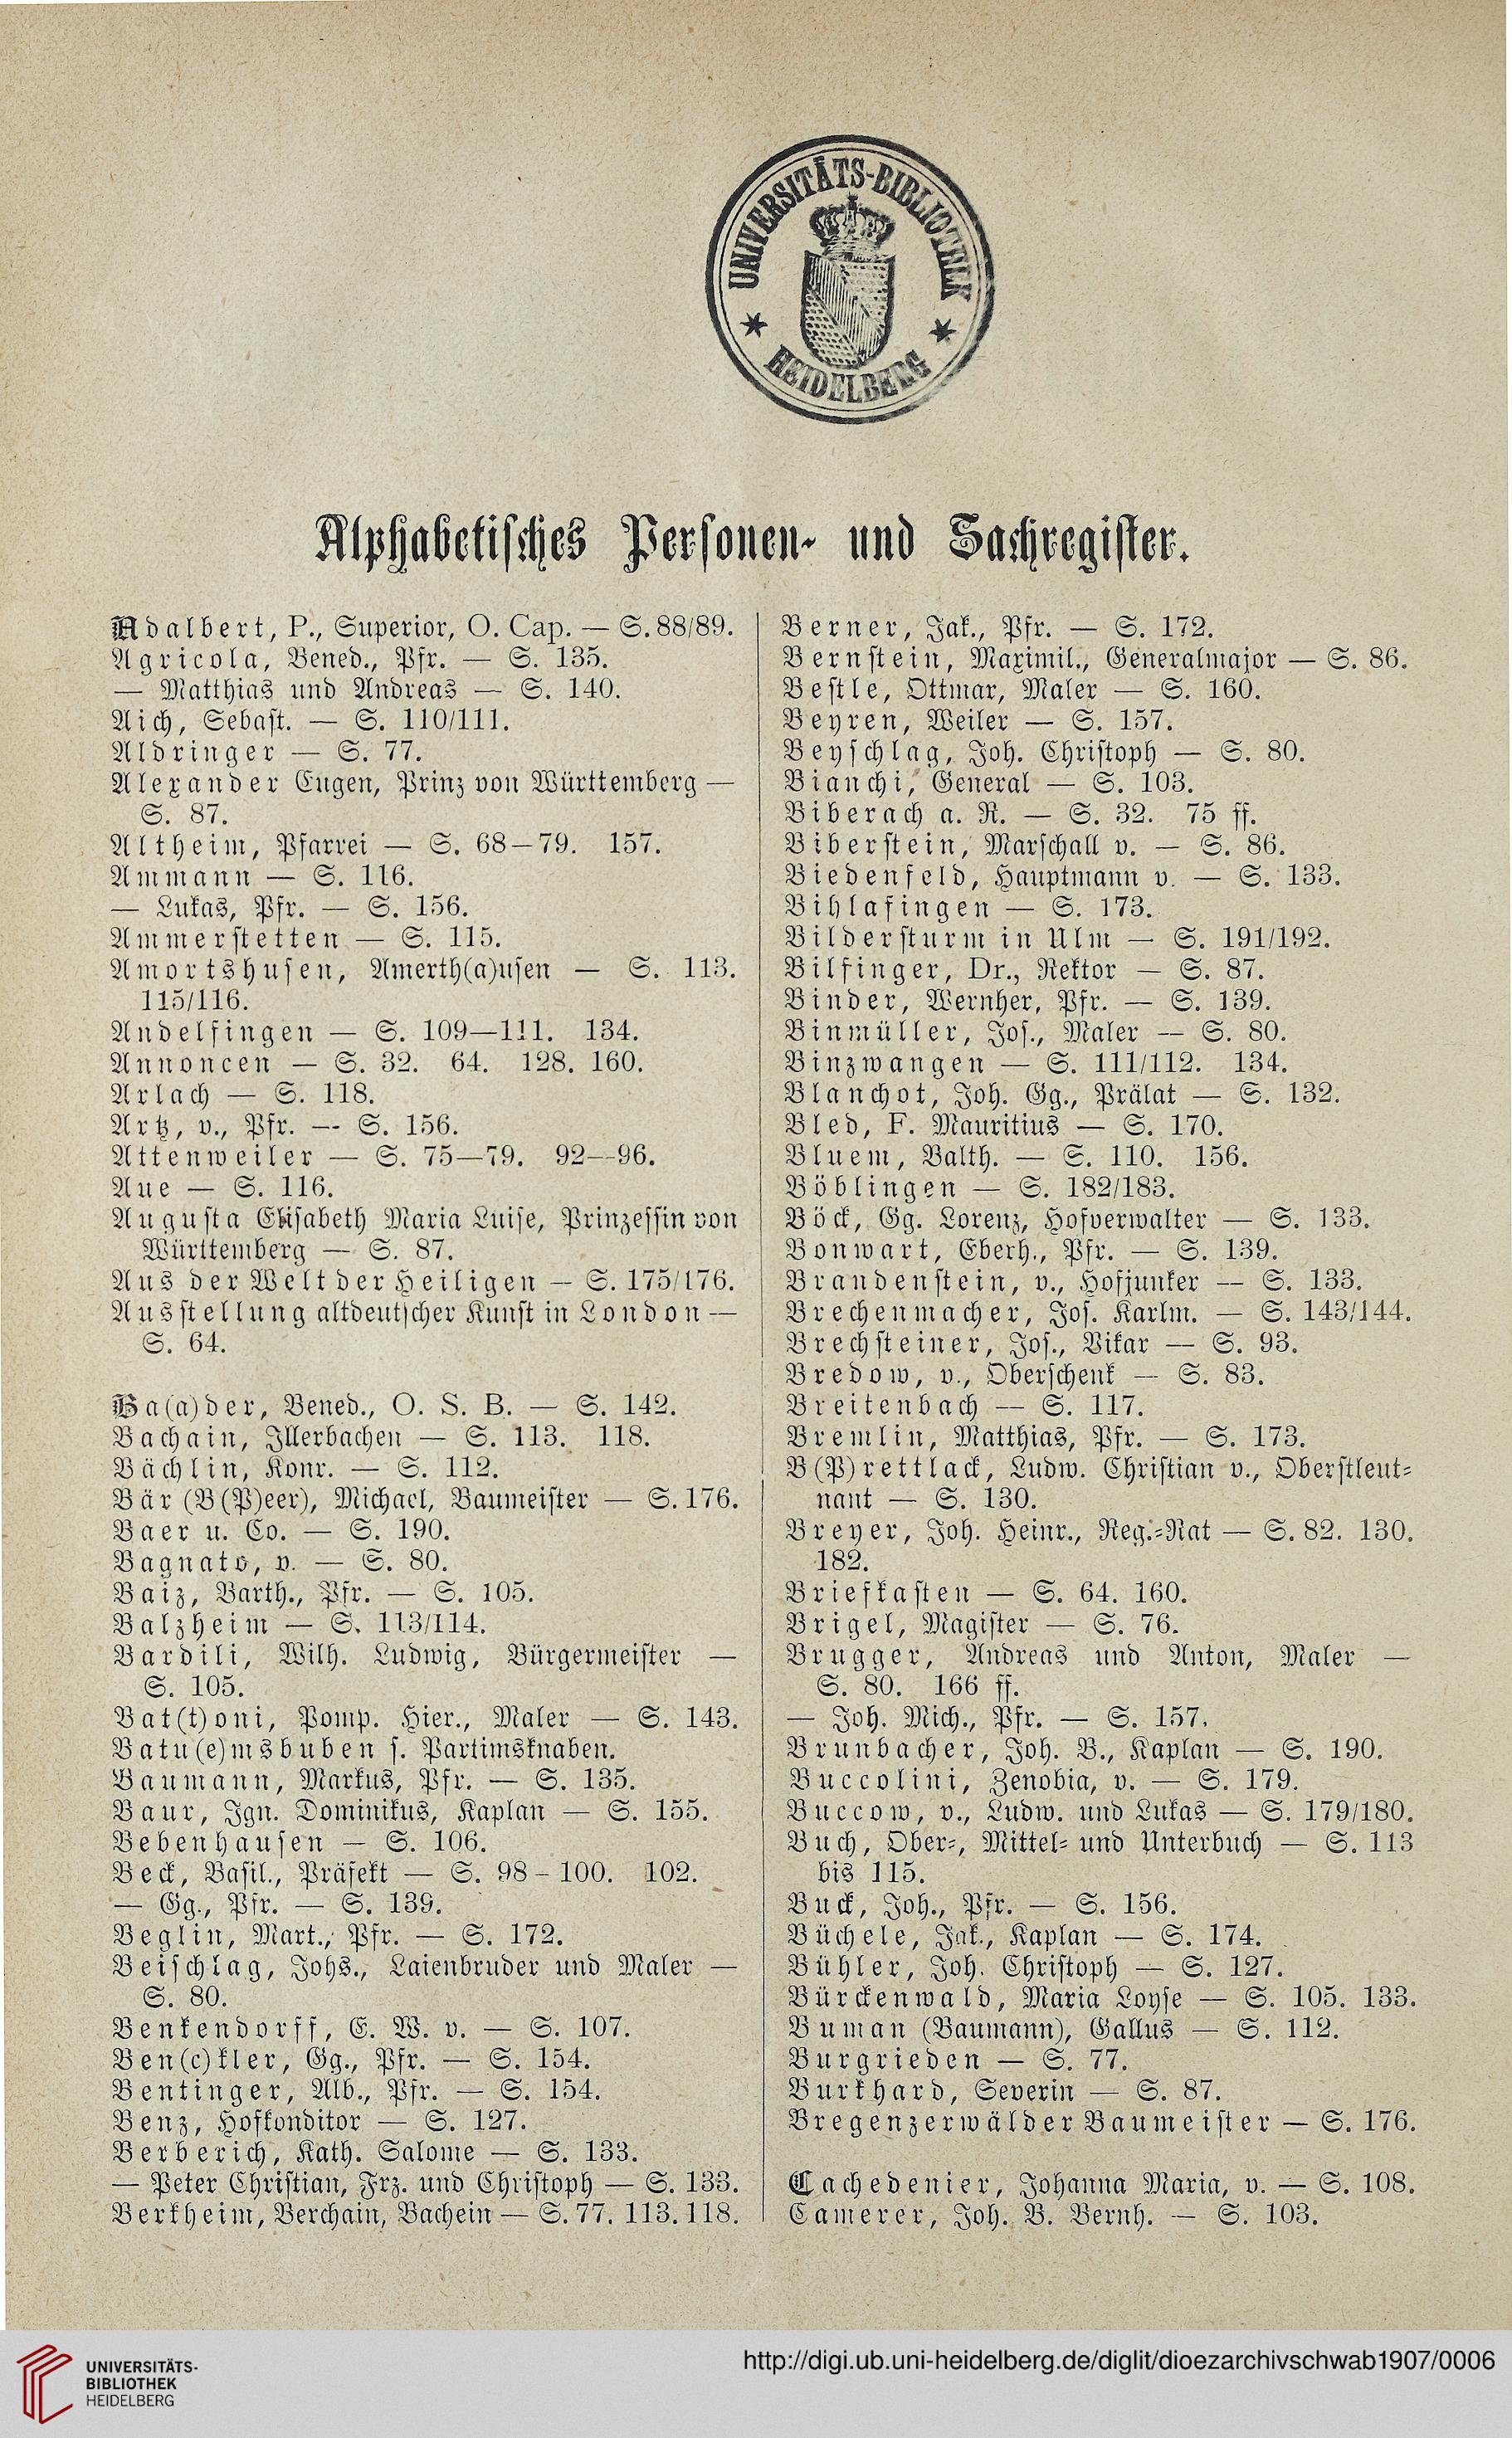 UNIVERSITÄTS-BIBLIOTHEK
HEIDELBERG
Alphabetisches Personen- und Sachregister.
Adalbert, P., Superior, O. Cap. — S. 88/89.
Agricola, Bened., Pfr. — S. 135.
— Matthias und Andreas — S. 140.
Aich, Sebast. — S. 110/111.
Aldringer — S. 77.
Alexander Eugen, Prinz von Württemberg —
S. 87.
Altheim, Pfarrei — S. 68—79. 157.
Ammann — S. 116.
— Lukas, Pfr. — S. 156.
Ammerstetten — S. 115.
Amortshusen, Amerth(a)usen — S. 113.
115/116.
Andelfingen — S. 109—111. 134.
Annoncen — S. 32. 64. 128. 160.
Arlach — S. 118.
Artz, v., Pfr. — S. 156.
Attenweiler — S. 75—79. 92—96.
Aue — S. 116.
Augusta Elisabeth Maria Luise, Prinzessin von
Württemberg — S. 87.
Aus der Welt der Heiligen — S. 175/176.
Ausstellung altdeutscher Kunst in London —
S. 64.
Ba(a)der, Bened., O. S. B. — S. 142.
Bachain, Illerbachen — S. 113. 118.
Bächlin, Konr. — S. 112.
Bär (B(P)eer), Michael, Baumeister — S. 176.
Baer u. Co. — S. 190.
Bagnato, v. — S. 80.
Baiz, Barth., Pfr. — S. 105.
Balzheim — S. 113/114.
Bardili, Wilh. Ludwig, Bürgermeister —
S. 105.
Bat(t)oni, Pomp. Hier., Maler — S. 143.
Batu(e)msbuben s. Partimsknaben.
Baumann, Markus, Pfr. — S. 135.
Baur, Ign. Dominikus, Kaplan — S. 155.
Bebenhausen — S. 106.
Beck, Basil., Präfekt — S. 98—100. 102.
— Gg., Pfr. — S. 139.
Beglin, Mart., Pfr. — S. 172.
Beischlag, Johs., Laienbruder und Maler —
S. 80.
Benkendorff, E. W. v. — S. 107.
Ben(c)kler, Gg., Pfr. — S. 154.
Bentinger, Alb., Pfr. — S. 154.
Benz, Hofkonditor — S. 127.
Berberich, Kath. Salome — S. 133.
— Peter Christian, Frz. und Christoph — S. 133.
Berkheim, Berchain, Bachein — S. 77. 113. 118.
Berner, Jak., Pfr. — S. 172.
Bernstein, Maximil., Generalmajor — S. 86.
Bestle, Ottmar, Maler — S. 160.
Beyren, Weiler — S. 157.
Beyschlag, Joh. Christoph — S. 80.
Bianchi, General — S. 103.
Biberach a. R. — S. 32. 75 ff.
Biberstein, Marschall v. — S. 86.
Biedenfeld, Hauptmann v. — S. 133.
Bihlafingen — S. 173.
Bildersturm in Ulm — S. 191/192.
Bilfinger, Dr., Rektor — S. 87.
Binder, Wernher, Pfr. — S. 139.
Binmüller, Jos., Maler — S. 80.
Binzwangen — S. 111/112. 134.
Blanchot, Joh. Gg., Prälat — S. 132.
Bled, F. Mauritius — S. 170.
Bluem, Balth. — S. 110. 156.
Böblingen — S. 182/183.
Böck, Gg. Lorenz, Hofverwalter — S. 133.
Bonwart, Eberh., Pfr. — S. 139.
Brandenstein, v., Hofjunker — S. 133.
Brechenmacher, Jos. Karlm. — S. 143/144.
Brechsteiner, Jos., Vikar — S. 93.
Bredow, v., Oberschenk — S. 83.
Breitenbach — S. 117.
Bremlin, Matthias, Pfr. — S. 173.
B(P)rettlack, Ludw. Christian v., Oberstleut-
nant — S. 130.
Breyer, Joh. Heinr., Reg.-Rat — S. 82. 130.
182.
Briefkasten — S. 64. 160.
Brigel, Magister — S. 76.
Brugger, Andreas und Anton, Maler —
S. 80. 166 ff.
— Joh. Mich., Pfr. — S. 157.
Brunbacher, Joh. B., Kaplan — S. 190.
Buccolini, Zenobia, v. — S. 179.
Buccow, v., Ludw. und Lukas — S. 179/180.
Buch, Ober-, Mittel- und Unterbuch — S. 113
bis 115.
Buck, Joh., Pfr. — S. 156.
Büchele, Jak., Kaplan — S. 174.
Bühler, Joh. Christoph — S. 127.
Bürckenwald, Maria Loyse — S. 105. 133.
Buman (Baumann), Gallus — S. 112.
Burgrieden — S. 77.
Burkhard, Severin — S. 87.
Bregenzerwälder Baumeister — S. 176.
Cachedenier, Johanna Maria, v. — S. 108.
Camerer, Joh. B. Bernh. — S. 103.
UNIVERSITÄTS-
BIBLIOTHEK
HEIDELBERG
http://digi.ub.uni-heidelberg.de/diglit/dioezarchivschwab1907/0006